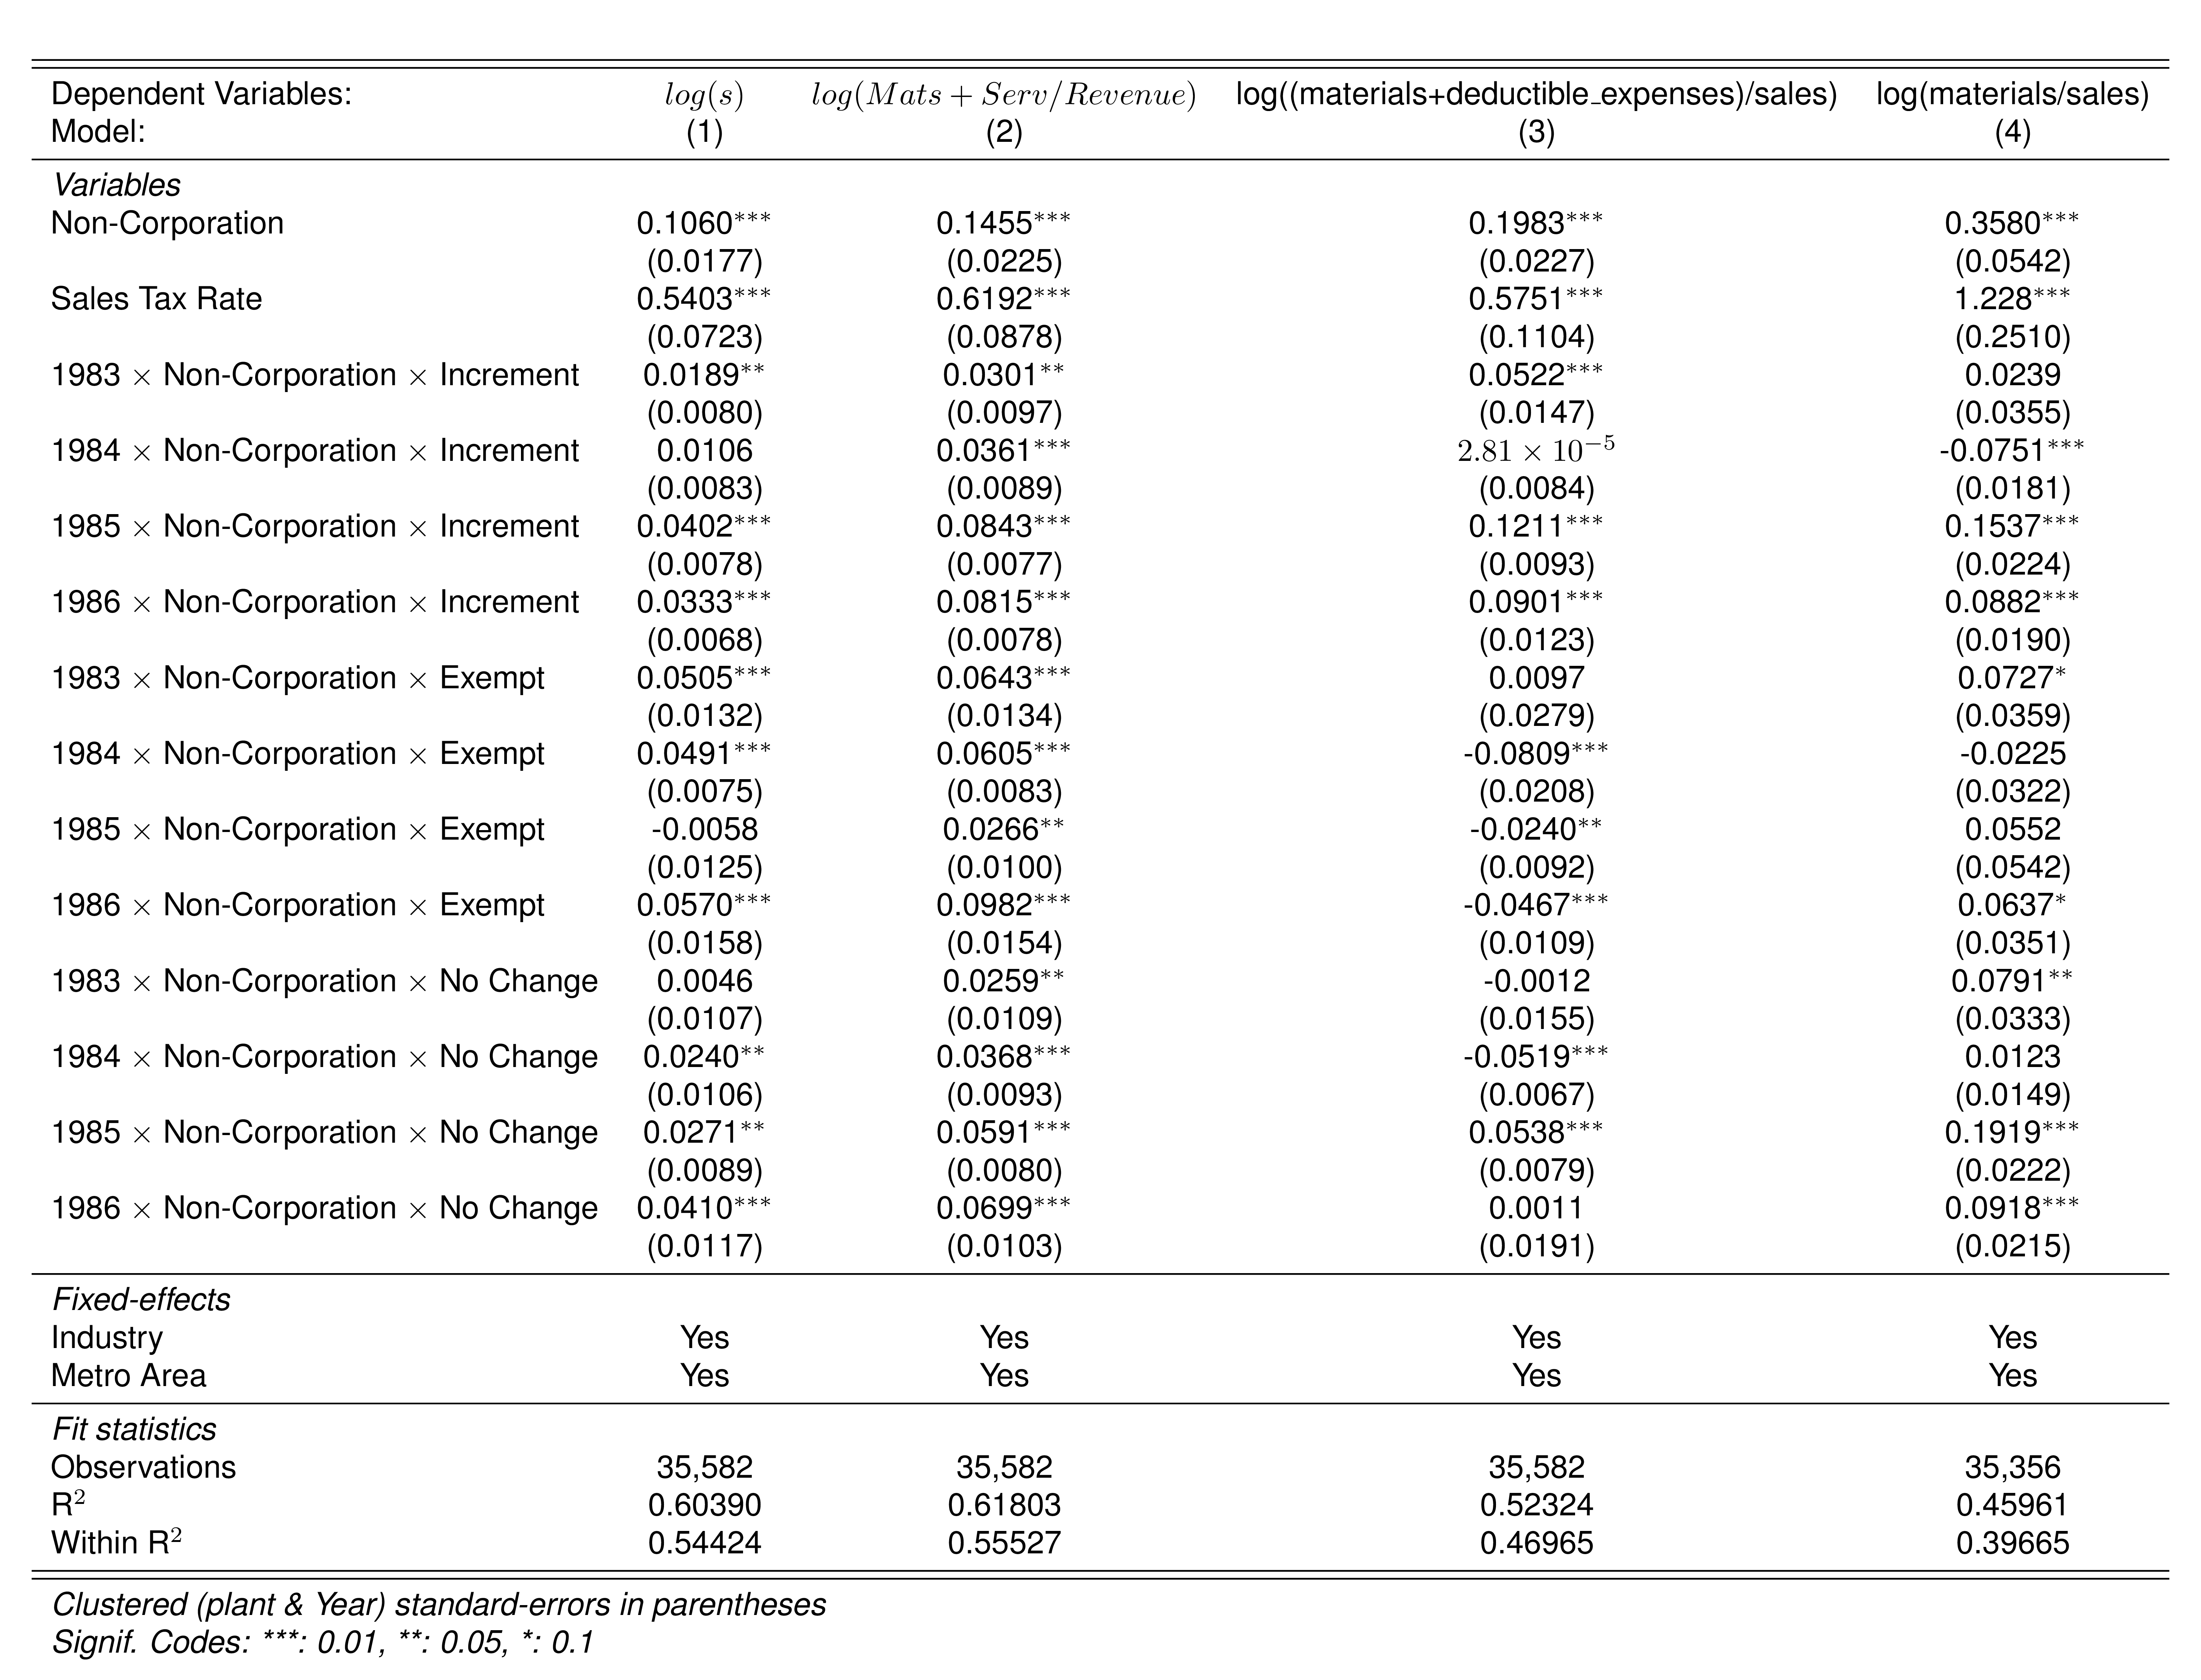 Dependent Variables: log(s) log(Mats + Serv/Revenue) log((materials+deductible_expenses)/sales) log(materials/sales)
Model: (1) (2) (3) (4)
Variables
Non-Corporation 0.1060*** 0.1455*** 0.1983*** 0.3580***
(0.0177) (0.0225) (0.0227) (0.0542)
Sales Tax Rate 0.5403*** 0.6192*** 0.5751*** 1.228***
(0.0723) (0.0878) (0.1104) (0.2510)
1983 × Non-Corporation × Increment 0.0189** 0.0301** 0.0522*** 0.0239
(0.0080) (0.0097) (0.0147) (0.0355)
1984 × Non-Corporation × Increment 0.0106 0.0361*** 2.81 × 10⁻⁵ -0.0751***
(0.0083) (0.0089) (0.0084) (0.0181)
1985 × Non-Corporation × Increment 0.0402*** 0.0843*** 0.1211*** 0.1537***
(0.0078) (0.0077) (0.0093) (0.0224)
1986 × Non-Corporation × Increment 0.0333*** 0.0815*** 0.0901*** 0.0882***
(0.0068) (0.0078) (0.0123) (0.0190)
1983 × Non-Corporation × Exempt 0.0505*** 0.0643*** 0.0097 0.0727*
(0.0132) (0.0134) (0.0279) (0.0359)
1984 × Non-Corporation × Exempt 0.0491*** 0.0605*** -0.0809*** -0.0225
(0.0075) (0.0083) (0.0208) (0.0322)
1985 × Non-Corporation × Exempt -0.0058 0.0266** -0.0240** 0.0552
(0.0125) (0.0100) (0.0092) (0.0542)
1986 × Non-Corporation × Exempt 0.0570*** 0.0982*** -0.0467*** 0.0637*
(0.0158) (0.0154) (0.0109) (0.0351)
1983 × Non-Corporation × No Change 0.0046 0.0259** -0.0012 0.0791**
(0.0107) (0.0109) (0.0155) (0.0333)
1984 × Non-Corporation × No Change 0.0240** 0.0368*** -0.0519*** 0.0123
(0.0106) (0.0093) (0.0067) (0.0149)
1985 × Non-Corporation × No Change 0.0271** 0.0591*** 0.0538*** 0.1919***
(0.0089) (0.0080) (0.0079) (0.0222)
1986 × Non-Corporation × No Change 0.0410*** 0.0699*** 0.0011 0.0918***
(0.0117) (0.0103) (0.0191) (0.0215)
Fixed-effects
Industry Yes Yes Yes Yes
Metro Area Yes Yes Yes Yes
Fit statistics
Observations 35,582 35,582 35,582 35,356
R² 0.60390 0.61803 0.52324 0.45961
Within R² 0.54424 0.55527 0.46965 0.39665
Clustered (plant & Year) standard-errors in parentheses
Signif. Codes: ***: 0.01, **: 0.05, *: 0.1